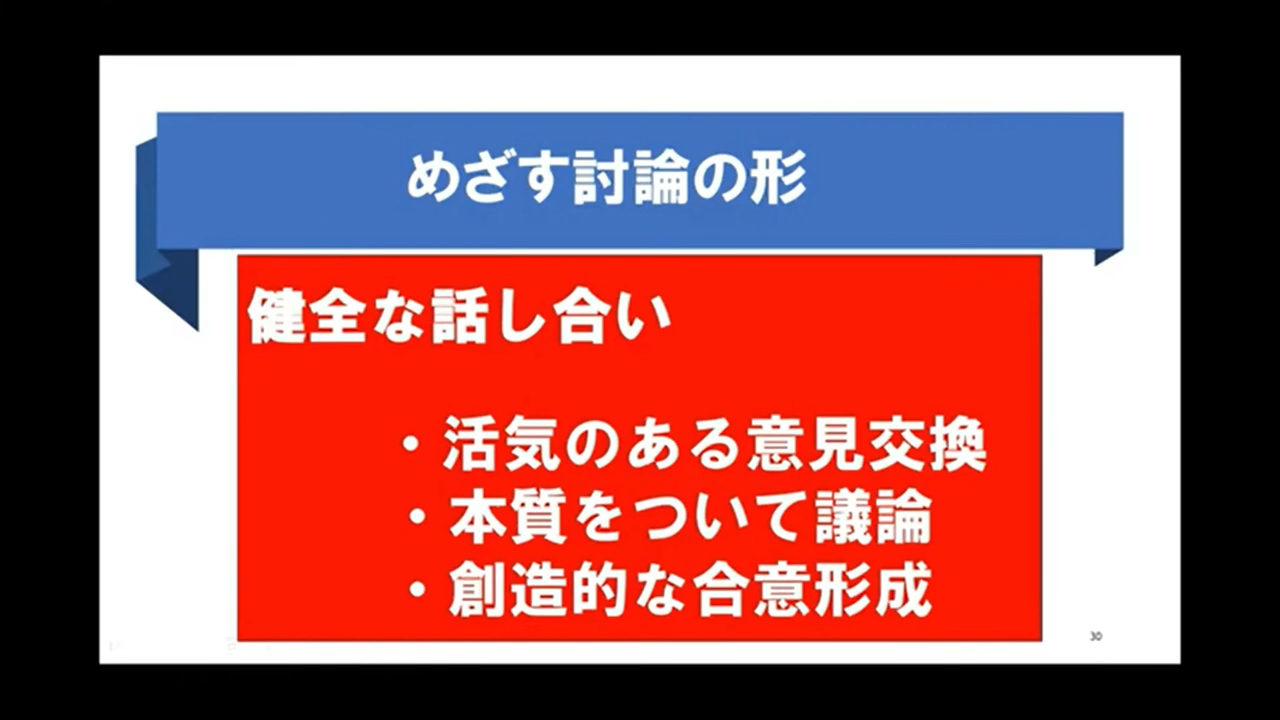 めざす討論の形
健全な話し合い
・活気のある意見交換
・本質をついて議論
・創造的な合意形成
30